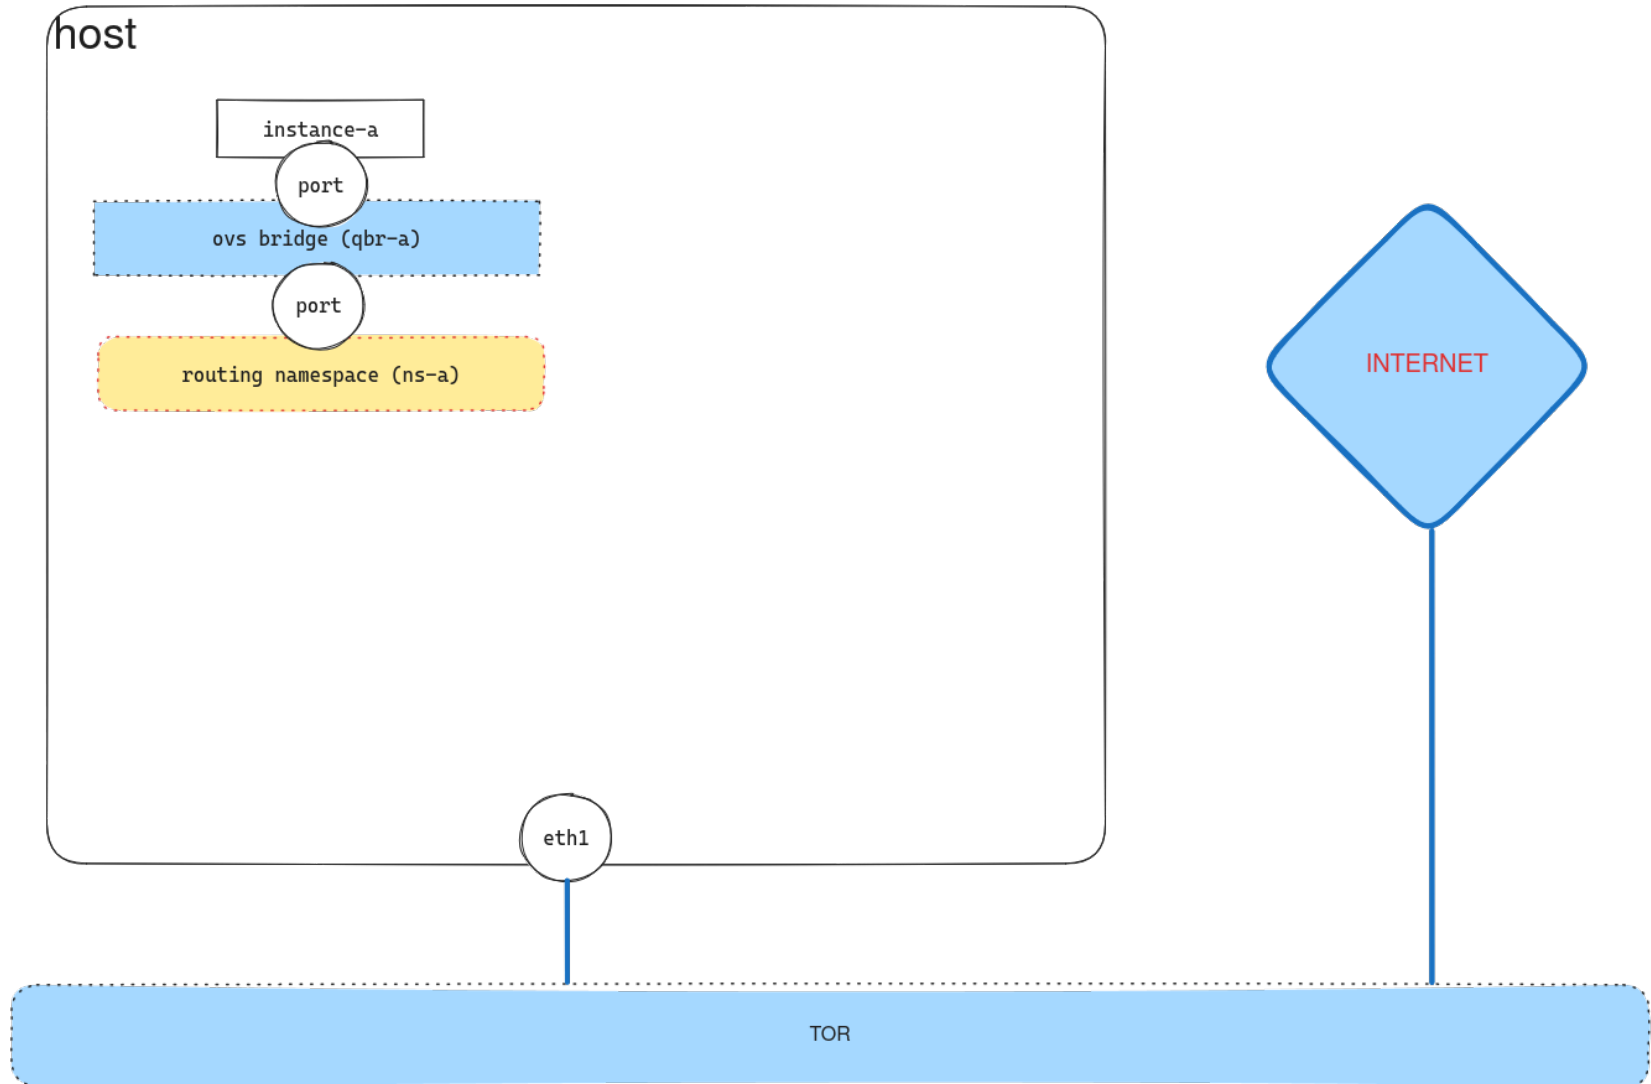 host
instance-a
port
ovs bridge (qbr-a)
port
routing namespace (ns-a)
INTERNET
eth1
TOR